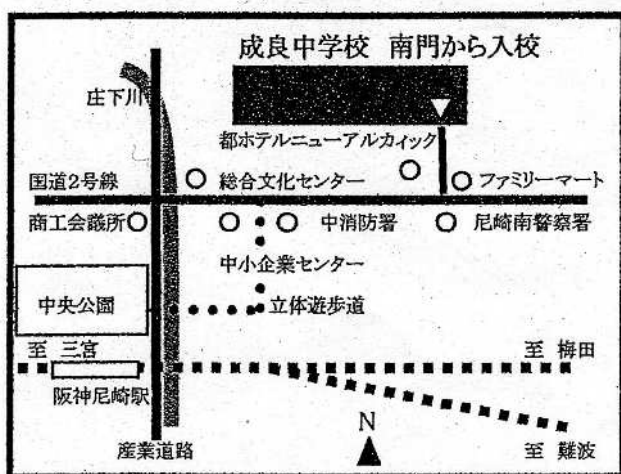 成良中学校 南門から入校
庄下川
都ホテルニューアルカイック
国道2号線
総合文化センター
ファミリーマート
商工会議所
中消防署
尼崎南警察署
中小企業センター
中央公園
立体遊歩道
至 三宮
至 梅田
阪神尼崎駅
N
産業道路
至 難波